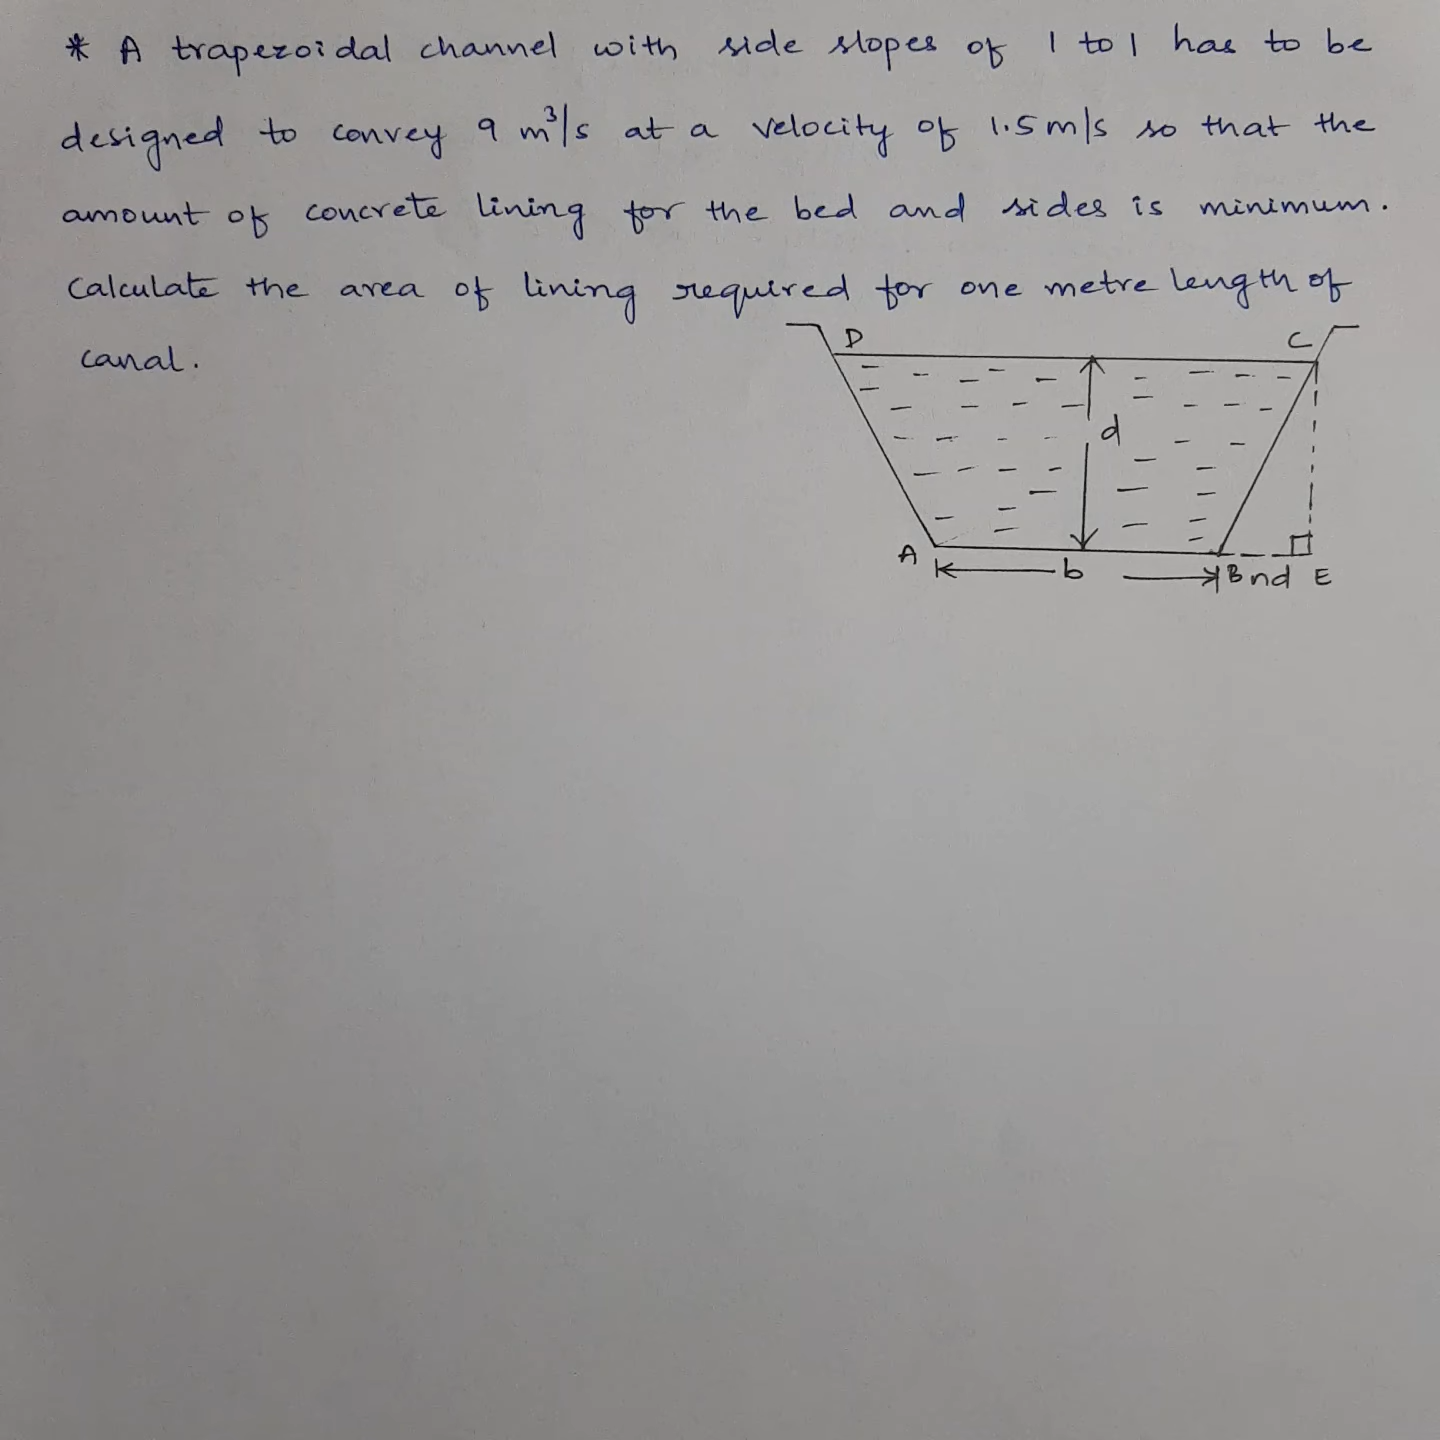 * A trapezoidal channel with side slopes of 1 to 1 has to be
designed to convey 9 m³/s at a velocity of 1.5 m/s so that the
amount of concrete lining for the bed and sides is minimum.
Calculate the area of lining required for one metre length of
canal.
D C
d
A b B nd E